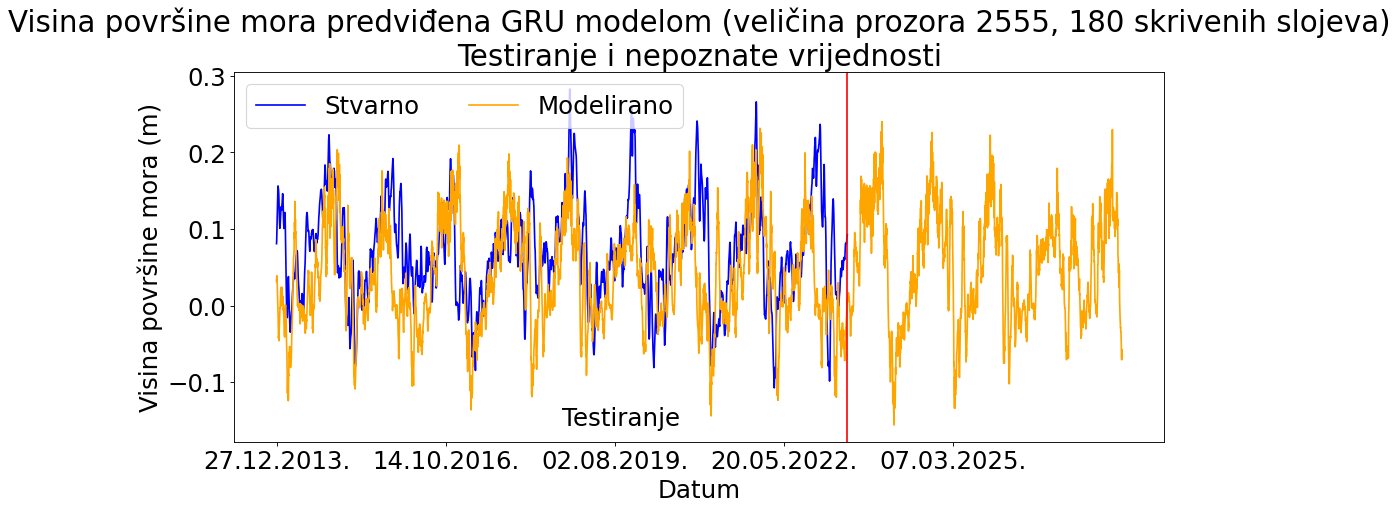 Visina površine mora predviđena GRU modelom (veličina prozora 2555, 180 skrivenih slojeva)
Testiranje i nepoznate vrijednosti
Stvarno
Modelirano
Visina površine mora (m)
0.3
0.2
0.1
0.0
−0.1
Testiranje
27.12.2013.
14.10.2016.
02.08.2019.
20.05.2022.
07.03.2025.
Datum